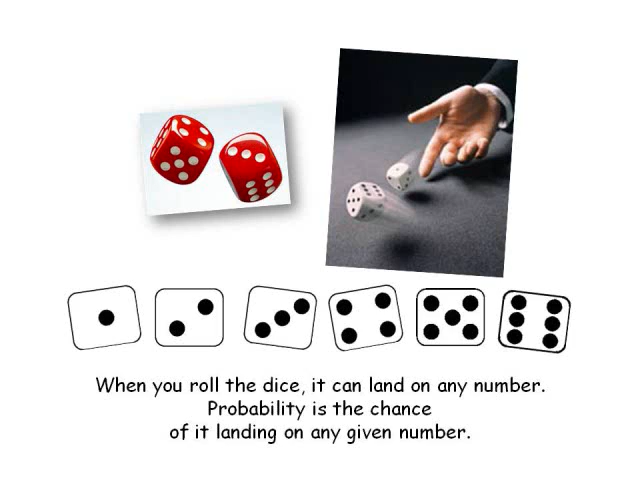 When you roll the dice, it can land on any number.
Probability is the chance
of it landing on any given number.